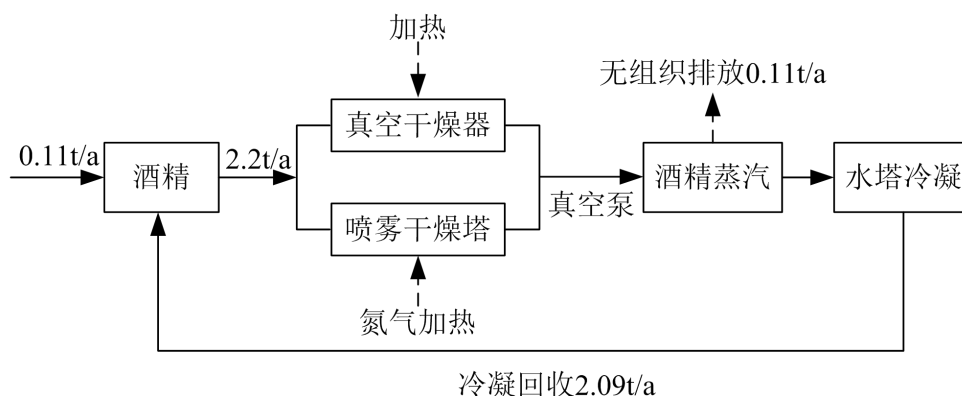 加热
无组织排放0.11t/a
真空干燥器
0.11t/a
酒精
2.2t/a
酒精蒸汽
水塔冷凝
真空泵
喷雾干燥塔
氮气加热
冷凝回收2.09t/a